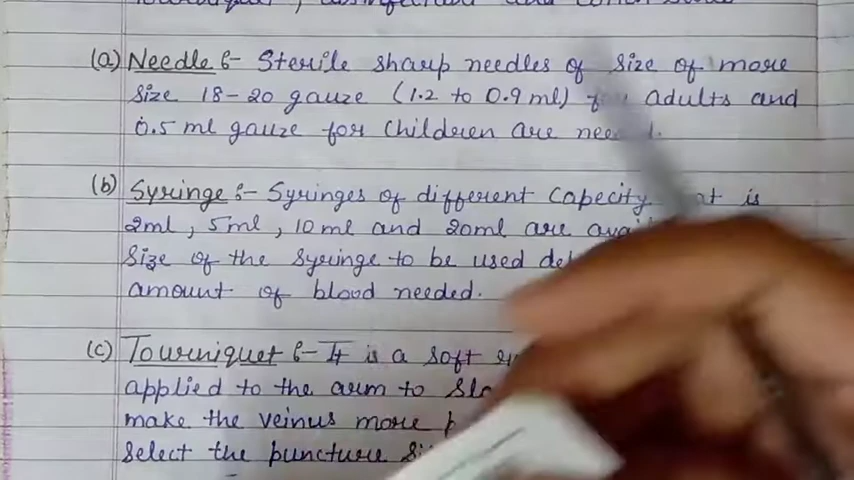 (a) Needle :- Sterile sharp needles of size of more
size 18-20 gauze (1.2 to 0.9 ml) adults and
0.5 ml gauze for children are
(b) Syringe :- Syringes of different capecity is
2ml, 5ml, 10 ml and 20ml are
Size of the syringe to be used
amount of blood needed.
(c) Tourniquet :- It is a soft
applied to the arm to
make the veinus more
select the puncture